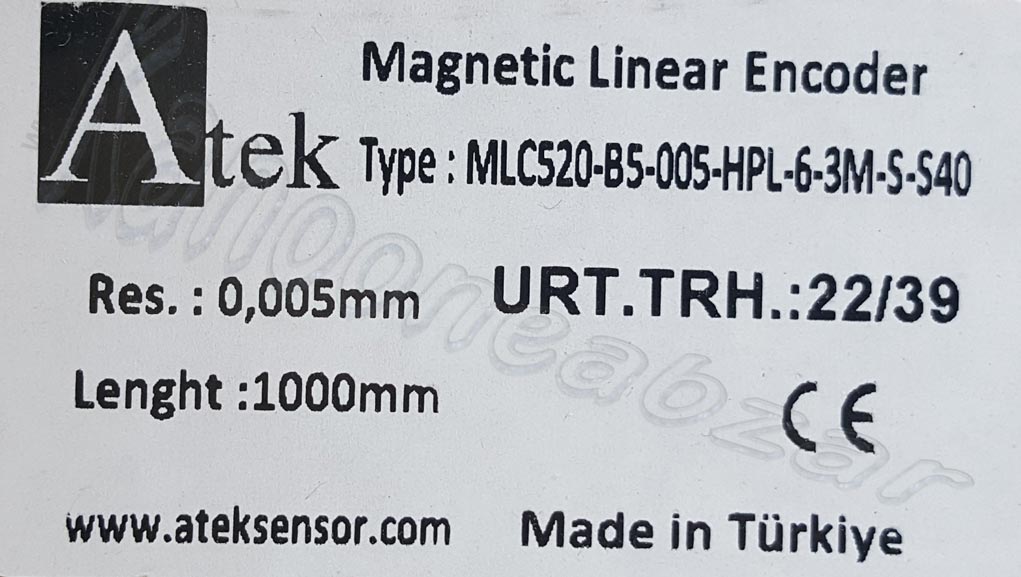 Atek
Magnetic Linear Encoder
Type : MLC520-B5-005-HPL-6-3M-S-S40
Res. : 0,005mm
URT.TRH.:22/39
Lenght :1000mm
CE
www.ateksensor.com
Made in Türkiye